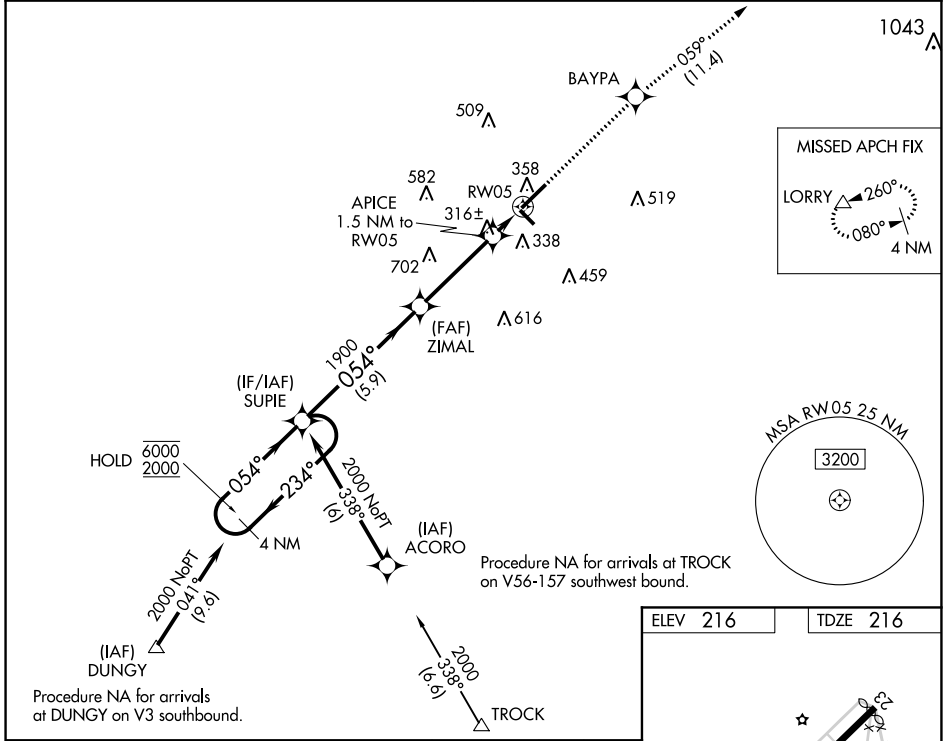 1043
059°
(11.4)
BAYPA
509
MISSED APCH FIX
LORRY
260°
080°
4 NM
582
358
RW05
519
APICE
1.5 NM to
RW05
316±
338
702
459
616
(FAF)
ZIMAL
1900
054°
(5.9)
(IF/IAF)
SUPIE
HOLD
6000
2000
054°
234°
4 NM
2000 NoPT
338°
(6)
(IAF)
ACORO
MSA RW05 25 NM
3200
Procedure NA for arrivals at TROCK
on V56-157 southwest bound.
2000 NoPT
041°
(9.6)
(IAF)
DUNGY
Procedure NA for arrivals
at DUNGY on V3 southbound.
2000
338°
(6.6)
TROCK
ELEV 216
TDZE 216
23